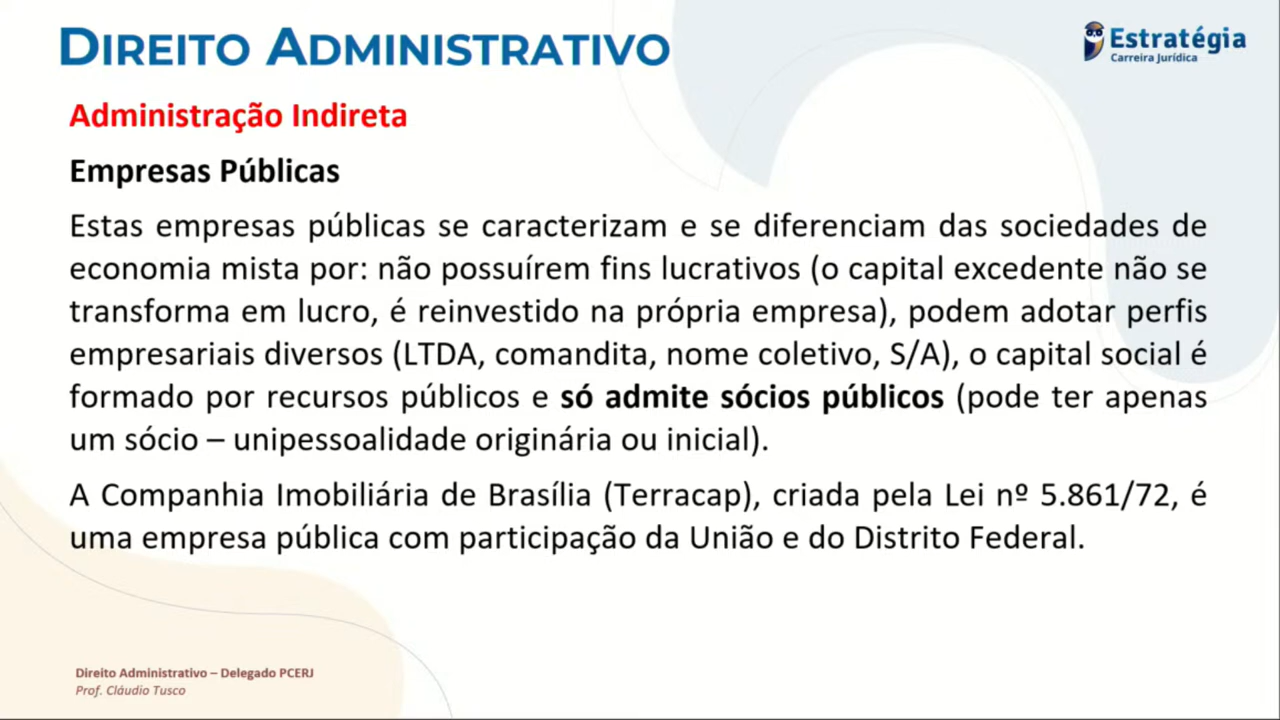 DIREITO ADMINISTRATIVO
Estratégia
Carreira Jurídica
Administração Indireta
Empresas Públicas
Estas empresas públicas se caracterizam e se diferenciam das sociedades de
economia mista por: não possuírem fins lucrativos (o capital excedente não se
transforma em lucro, é reinvestido na própria empresa), podem adotar perfis
empresariais diversos (LTDA, comandita, nome coletivo, S/A), o capital social é
formado por recursos públicos e só admite sócios públicos (pode ter apenas
um sócio – unipessoalidade originária ou inicial).
A Companhia Imobiliária de Brasília (Terracap), criada pela Lei nº 5.861/72, é
uma empresa pública com participação da União e do Distrito Federal.
Direito Administrativo – Delegado PCERJ
Prof. Cláudio Tusco